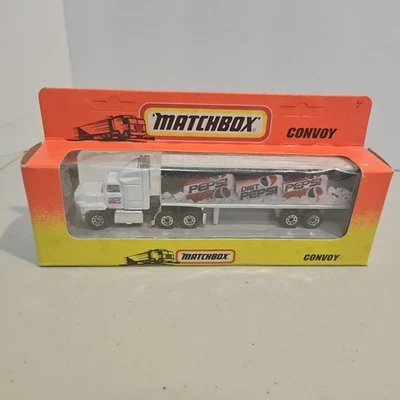 MATCHBOX
CONVOY
PEPSI
DIET
PEPSI
PEPSI
MATCHBOX
CONVOY